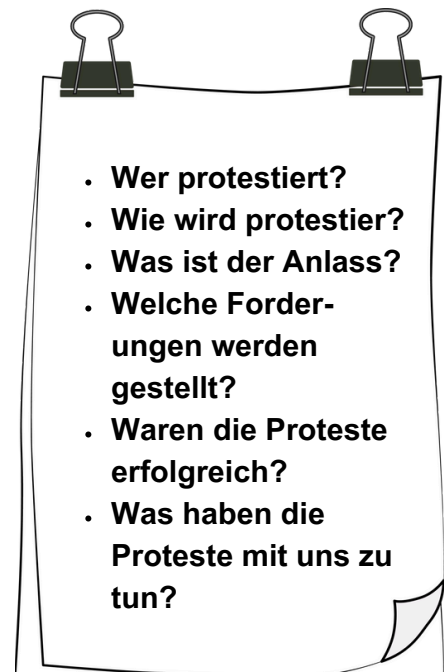 • Wer protestiert?
• Wie wird protestier?
• Was ist der Anlass?
• Welche Forder-
ungen werden
gestellt?
• Waren die Proteste
erfolgreich?
• Was haben die
Proteste mit uns zu
tun?